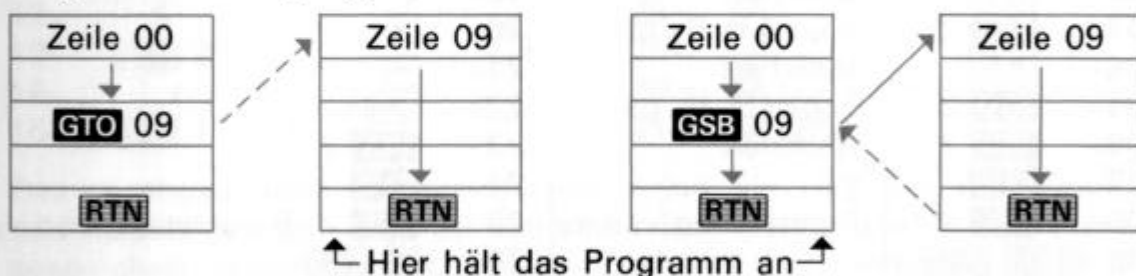 Zeile 00 Zeile 09 Zeile 00 Zeile 09
GTO 09 GSB 09
RTN RTN RTN RTN
Hier hält das Programm an